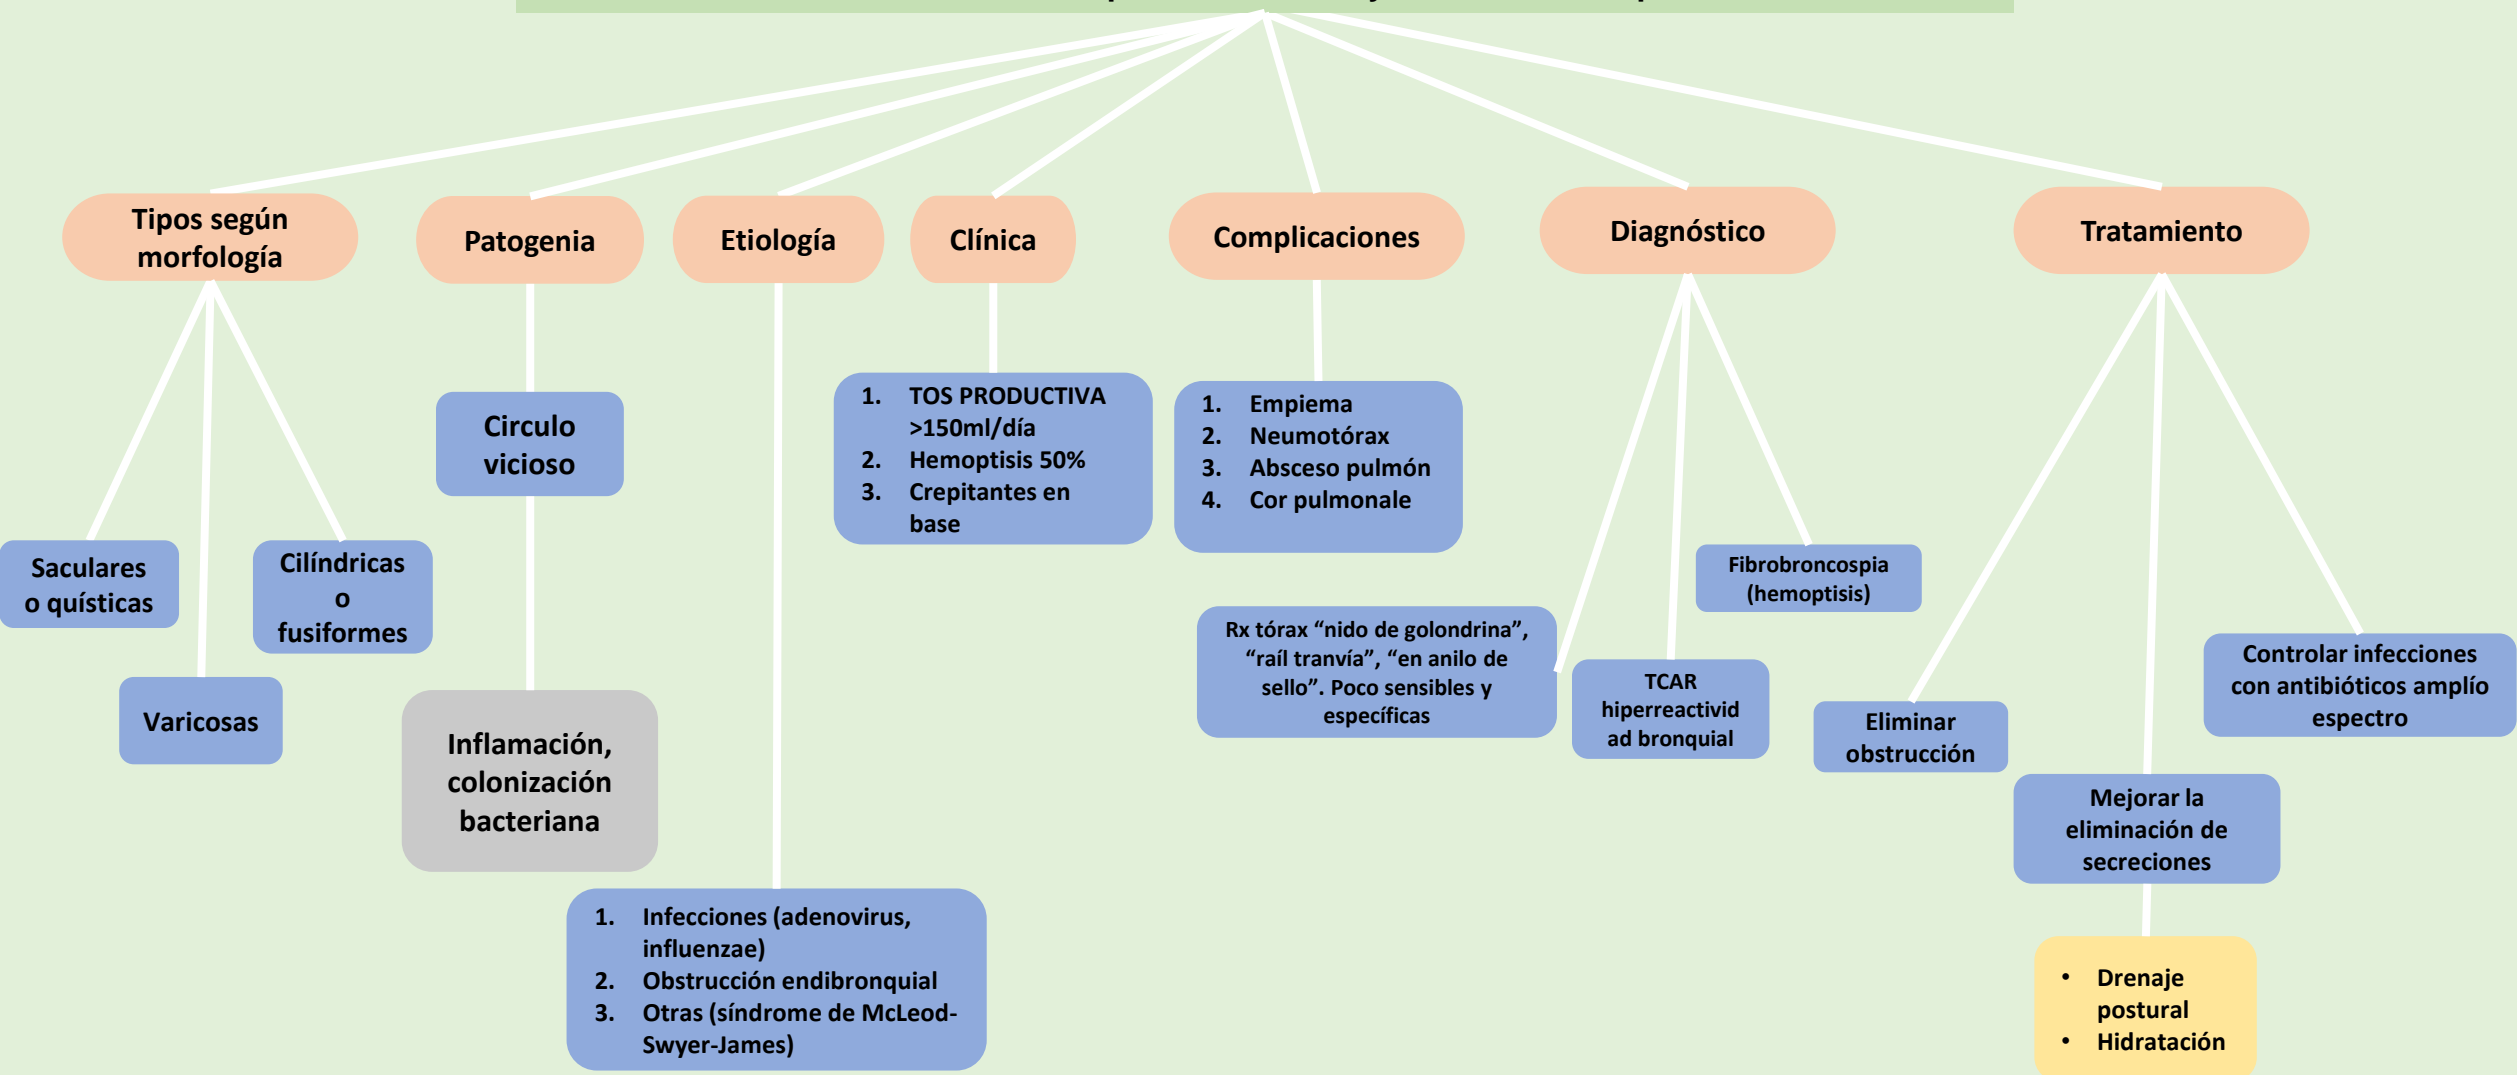 Tipos según
morfología
Patogenia
Etiología
Clínica
Complicaciones
Diagnóstico
Tratamiento
Saculares
o quísticas
Varicosas
Cilíndricas
o
fusiformes
Circulo
vicioso
Inflamación,
colonización
bacteriana
1. Infecciones (adenovirus,
influenzae)
2. Obstrucción endibronquial
3. Otras (síndrome de McLeod-
Swyer-James)
1. TOS PRODUCTIVA
>150ml/día
2. Hemoptisis 50%
3. Crepitantes en
base
1. Empiema
2. Neumotórax
3. Absceso pulmón
4. Cor pulmonale
Rx tórax “nido de golondrina”,
“raíl tranvía”, “en anilo de
sello”. Poco sensibles y
específicas
TCAR
hiperreactivid
ad bronquial
Fibrobroncospia
(hemoptisis)
Eliminar
obstrucción
Mejorar la
eliminación de
secreciones
• Drenaje
postural
• Hidratación
Controlar infecciones
con antibióticos amplío
espectro